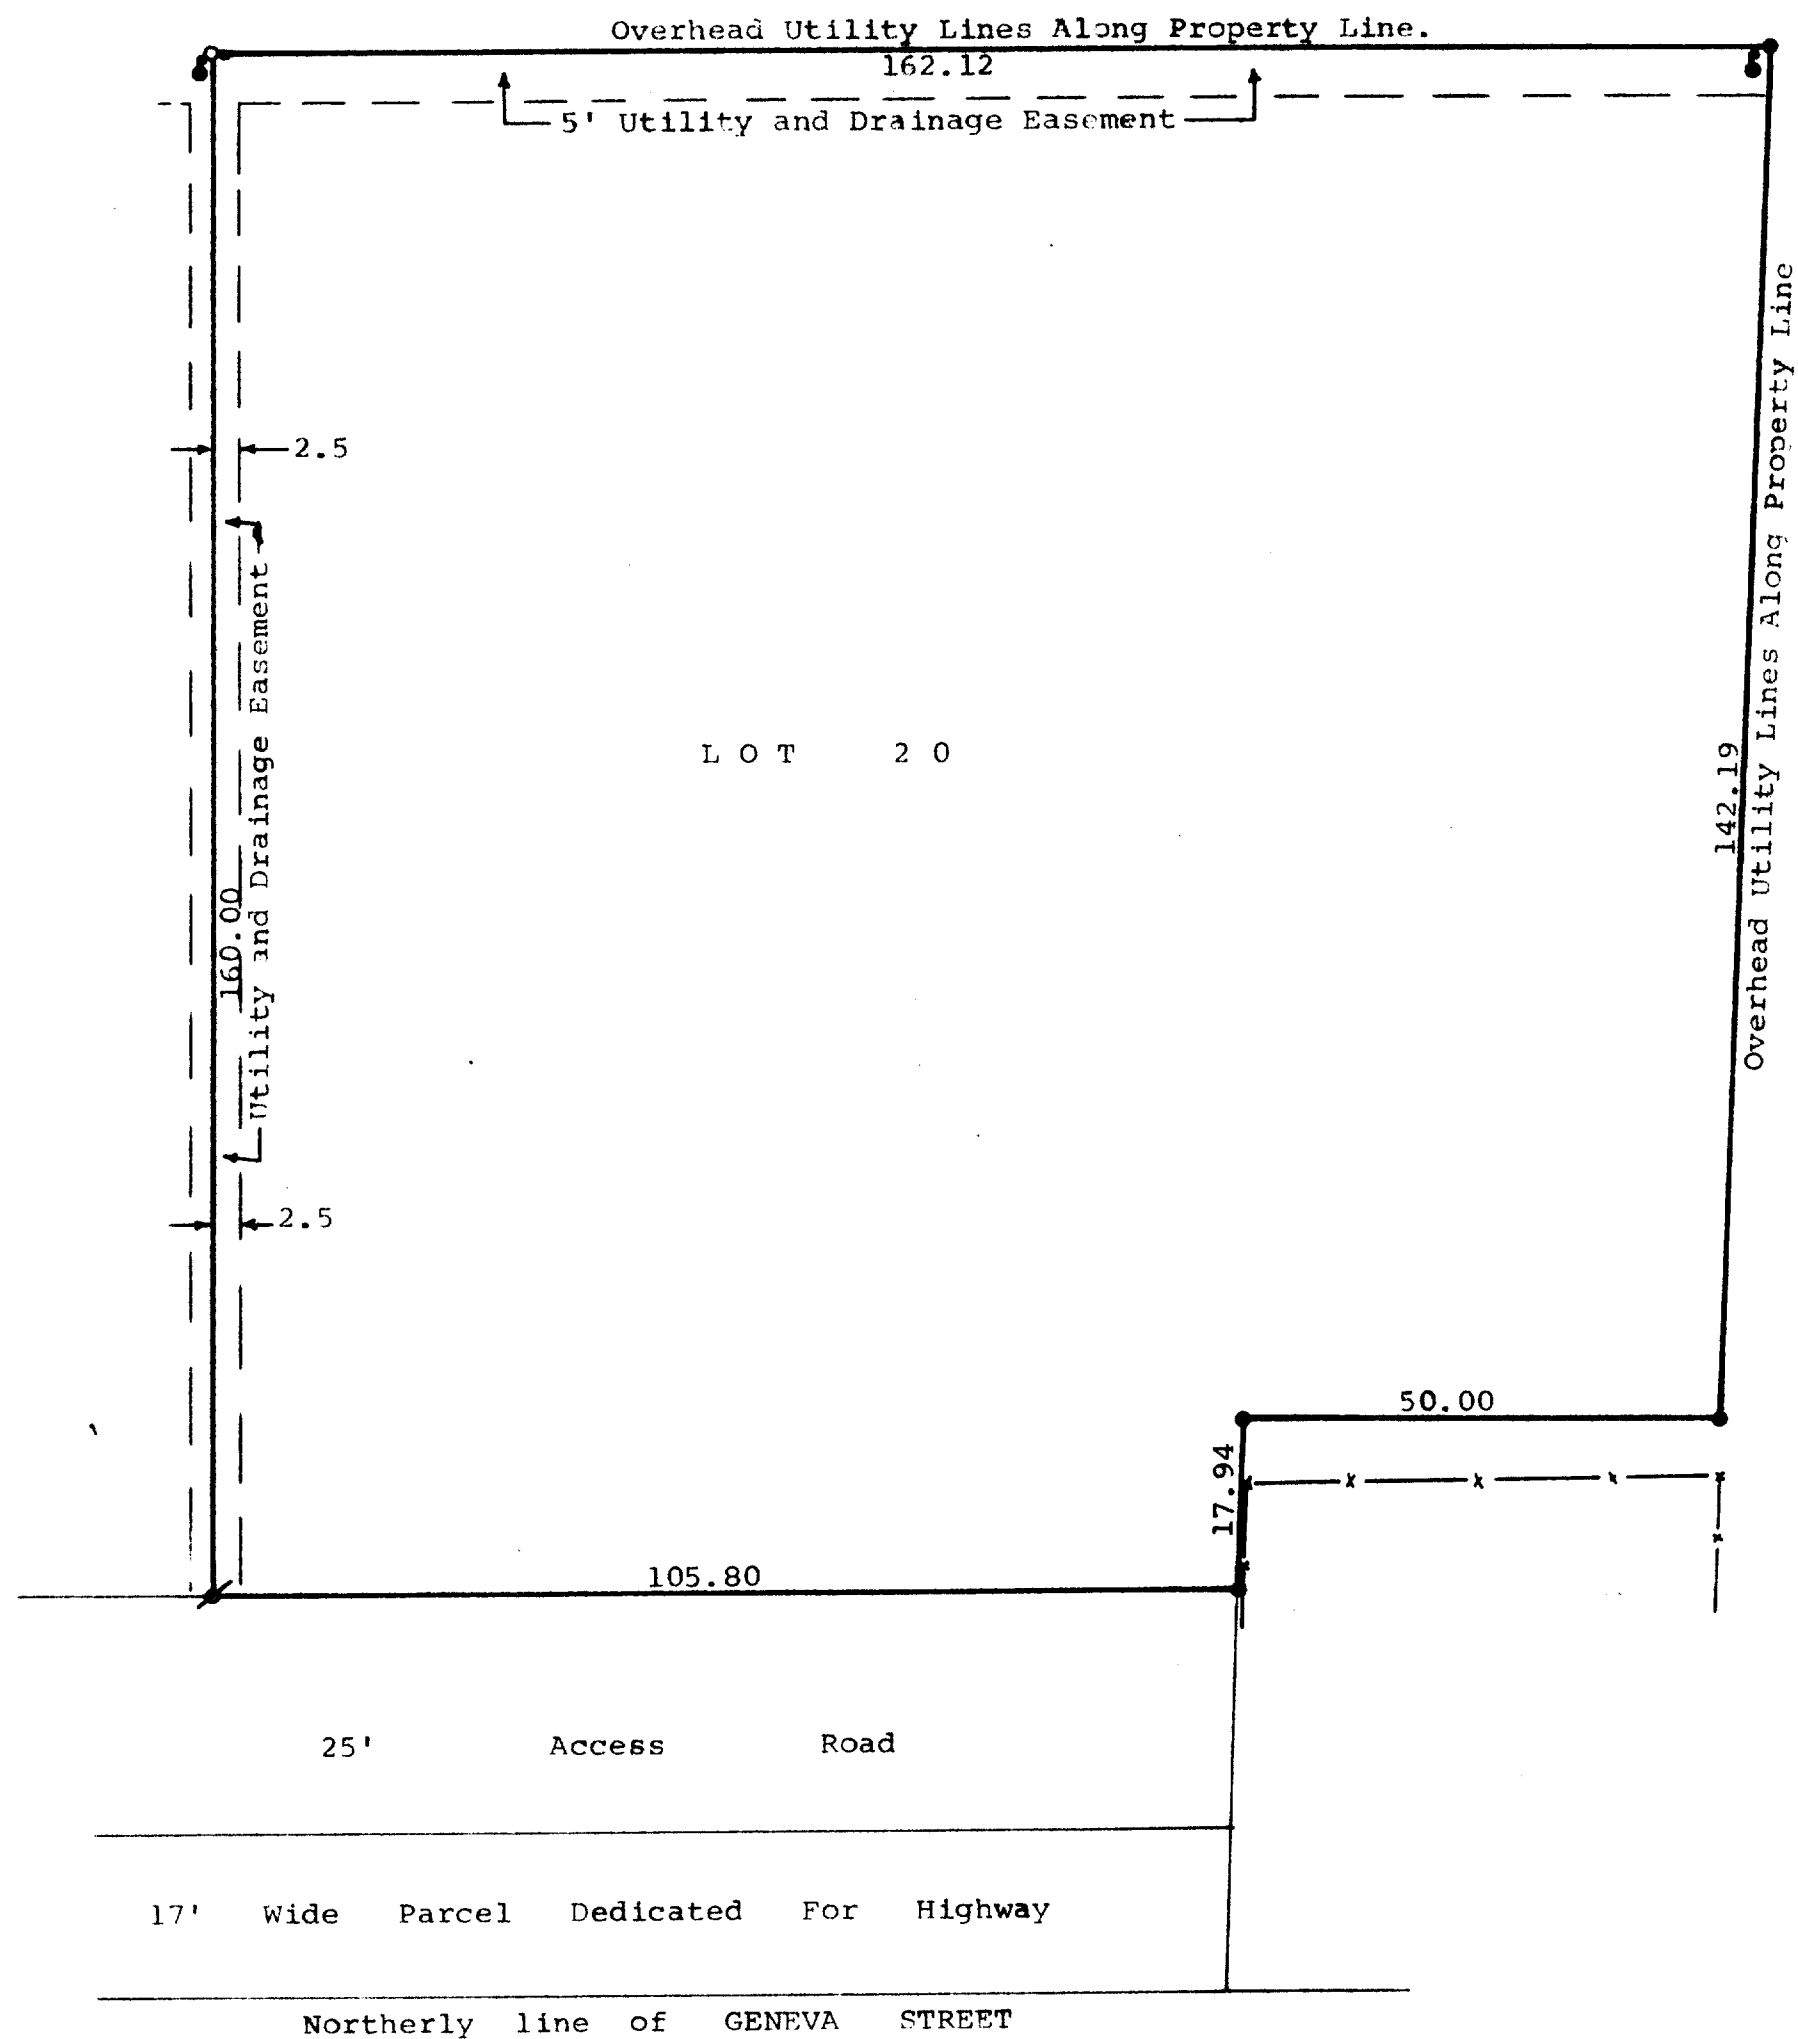 Overhead Utility Lines Along Property Line.
162.12
5' Utility and Drainage Easement
2.5
Utility and Drainage Easement
160.00
LOT 20
142.19
Overhead Utility Lines Along Property Line
2.5
50.00
17.94
105.80
25' Access Road
17' Wide Parcel Dedicated For Highway
Northerly line of GENEVA STREET